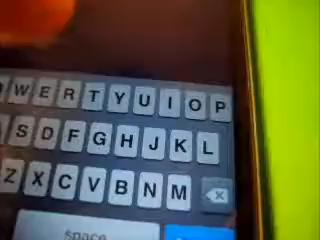 W E R T Y U I O P
S D F G H J K L
Z X C V B N M
space